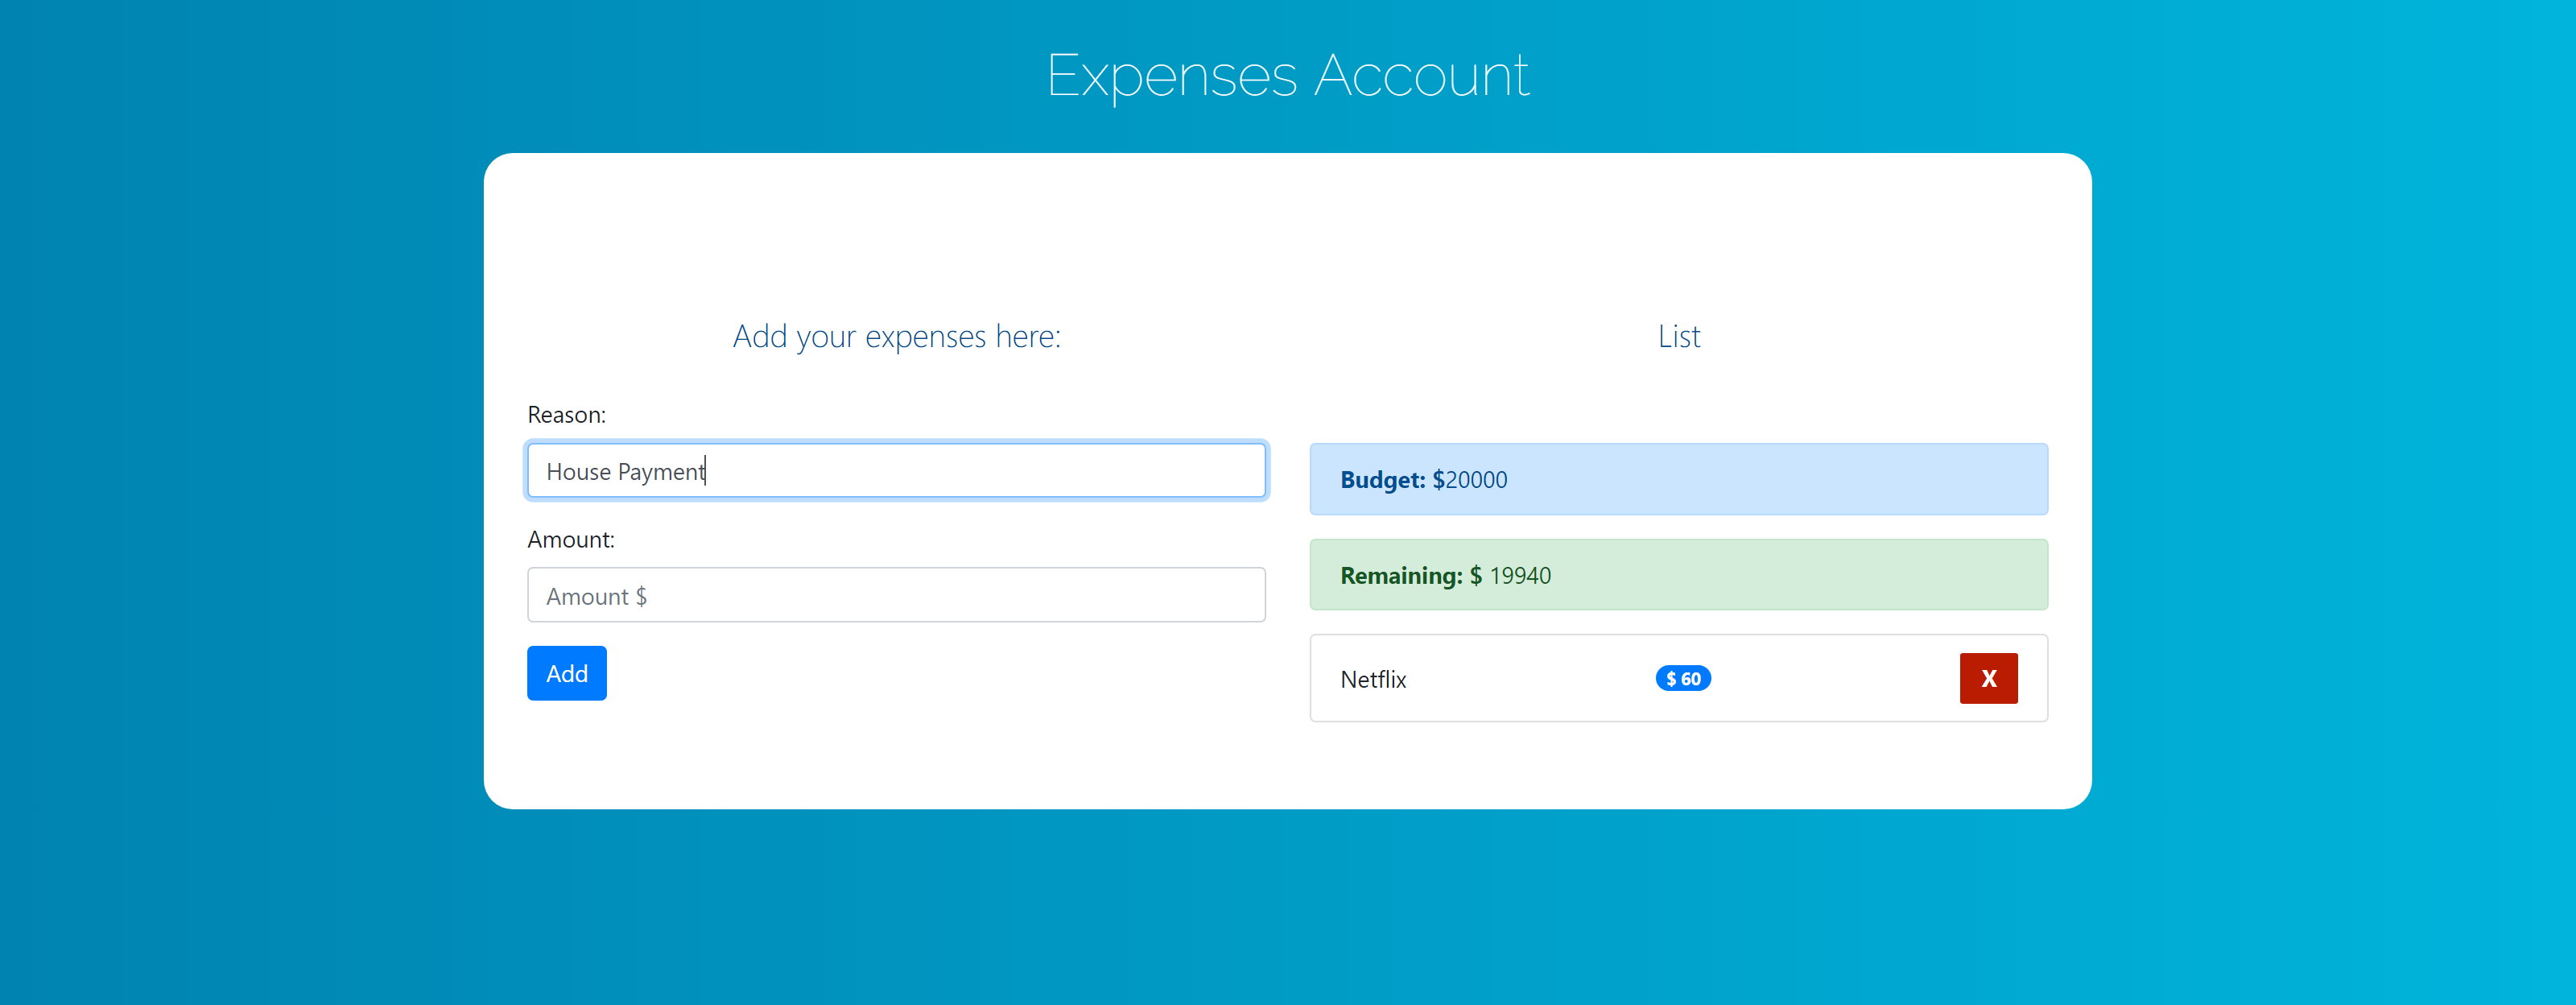 Expenses Account
Add your expenses here:
Reason:
House Payment
Amount:
Amount $
Add
List
Budget: $20000
Remaining: $ 19940
Netflix $ 60 X